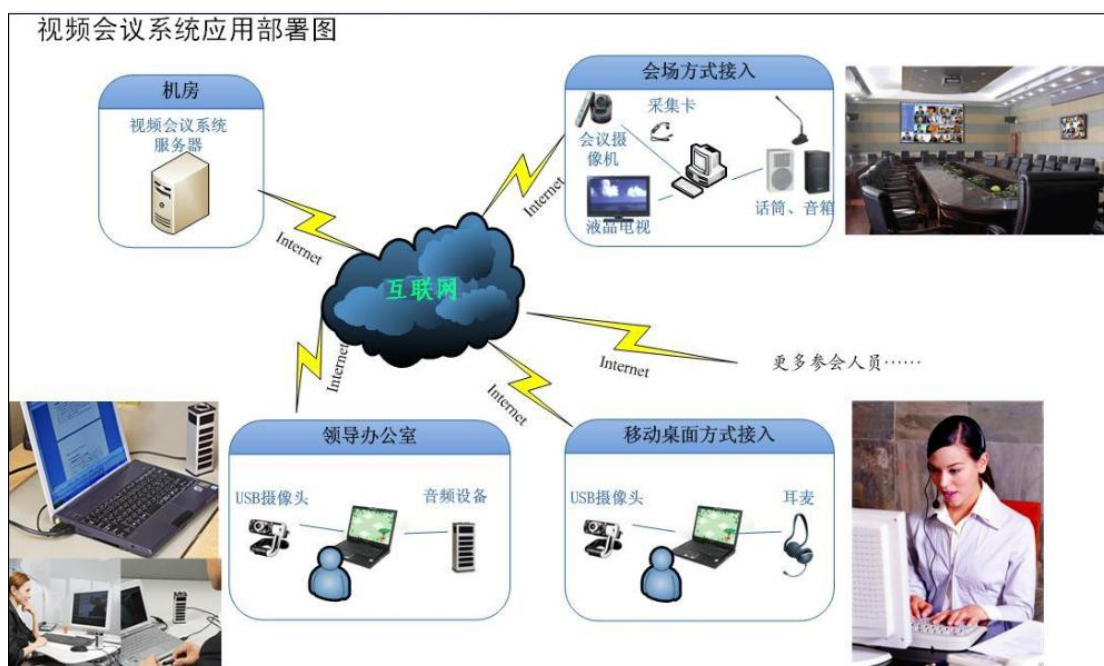 视频会议系统应用部署图
机房
视频会议系统
服务器
会场方式接入
采集卡
会议摄
像机
液晶电视
话筒、音箱
Internet
Internet
互联网
Internet
Internet
Internet
更多参会人员……
领导办公室
USB摄像头
音频设备
移动桌面方式接入
USB摄像头
耳麦